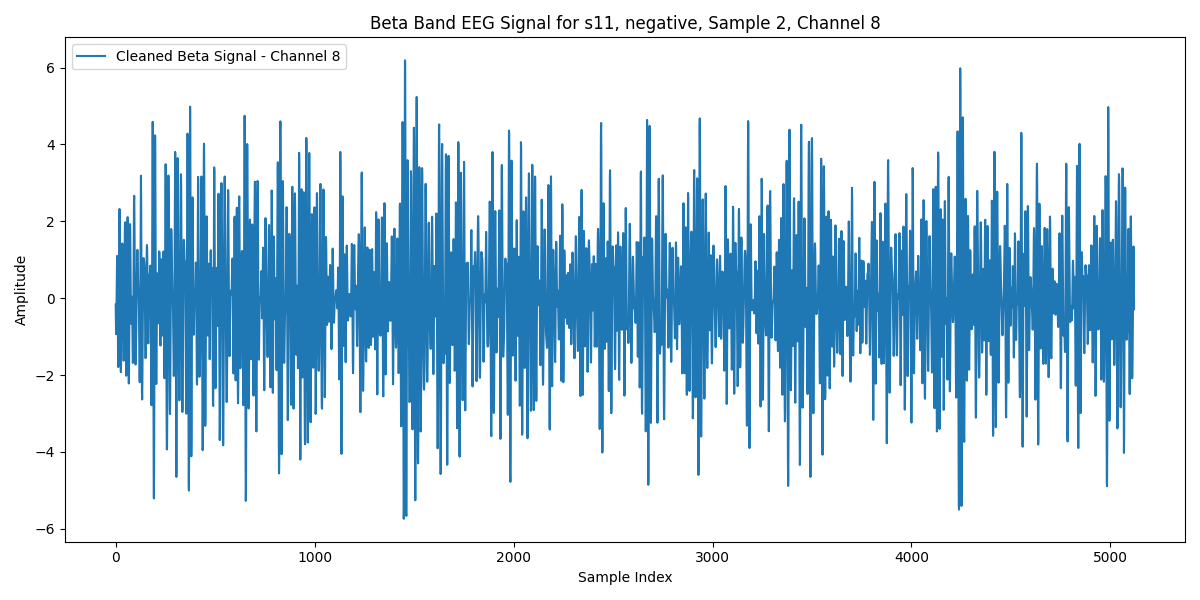 Beta Band EEG Signal for s11, negative, Sample 2, Channel 8
Cleaned Beta Signal - Channel 8
6
4
2
0
−2
−4
−6
Amplitude
0 1000 2000 3000 4000 5000
Sample Index